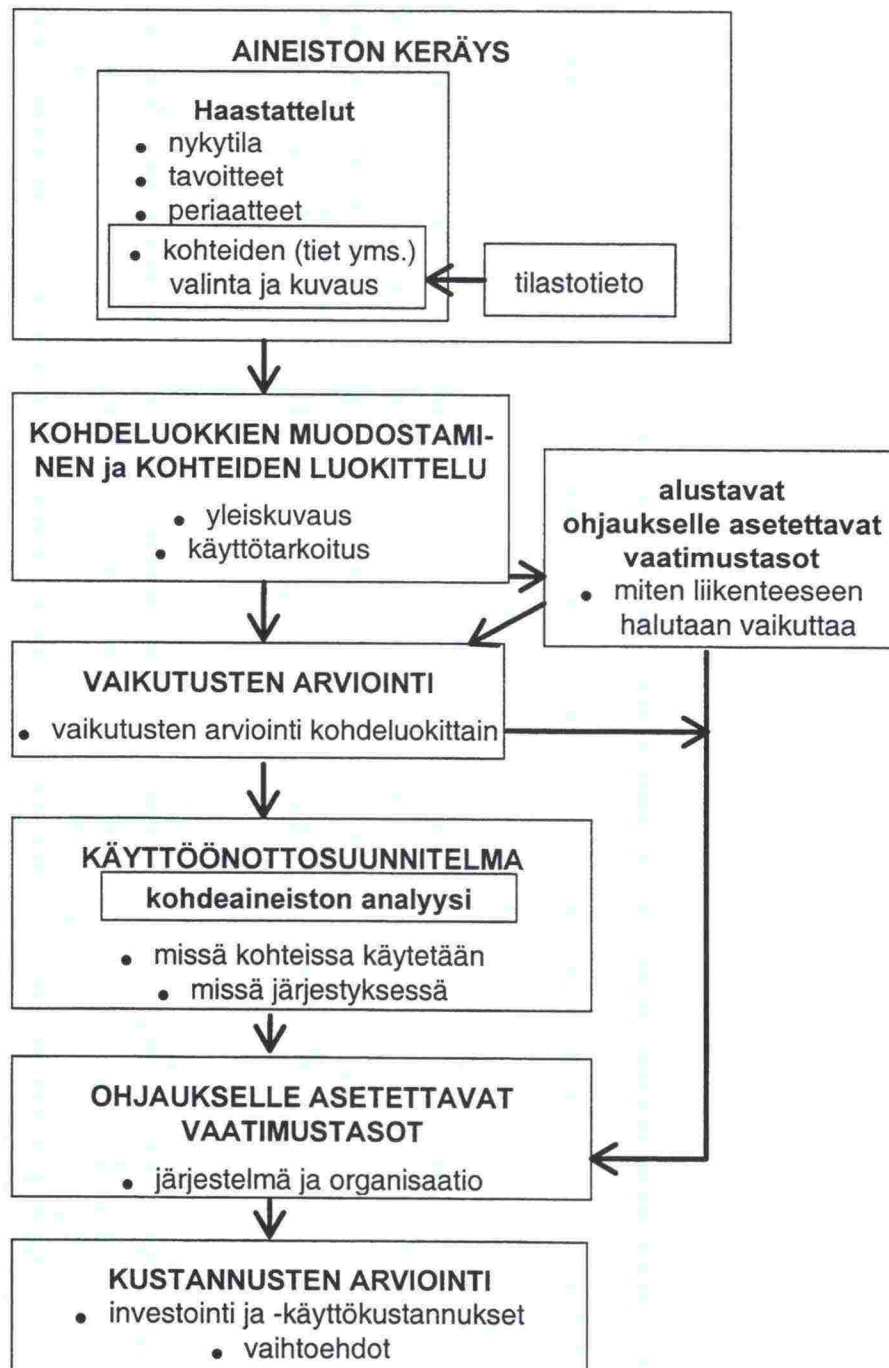 AINEISTON KERÄYS
Haastattelut
• nykytila
• tavoitteet
• periaatteet
• kohteiden (tiet yms.)
valinta ja kuvaus
tilastotieto
KOHDELUOKKIEN MUODOSTAMI-
NEN ja KOHTEIDEN LUOKITTELU
• yleiskuvaus
• käyttötarkoitus
alustavat
ohjaukselle asetettavat
vaatimustasot
• miten liikenteeseen
halutaan vaikuttaa
VAIKUTUSTEN ARVIOINTI
• vaikutusten arviointi kohdeluokittain
KÄYTTÖÖNOTTOSUUNNITELMA
kohdeaineiston analyysi
• missä kohteissa käytetään
• missä järjestyksessä
OHJAUKSELLE ASETETTAVAT
VAATIMUSTASOT
• järjestelmä ja organisaatio
KUSTANNUSTEN ARVIOINTI
• investointi ja -käyttökustannukset
• vaihtoehdot